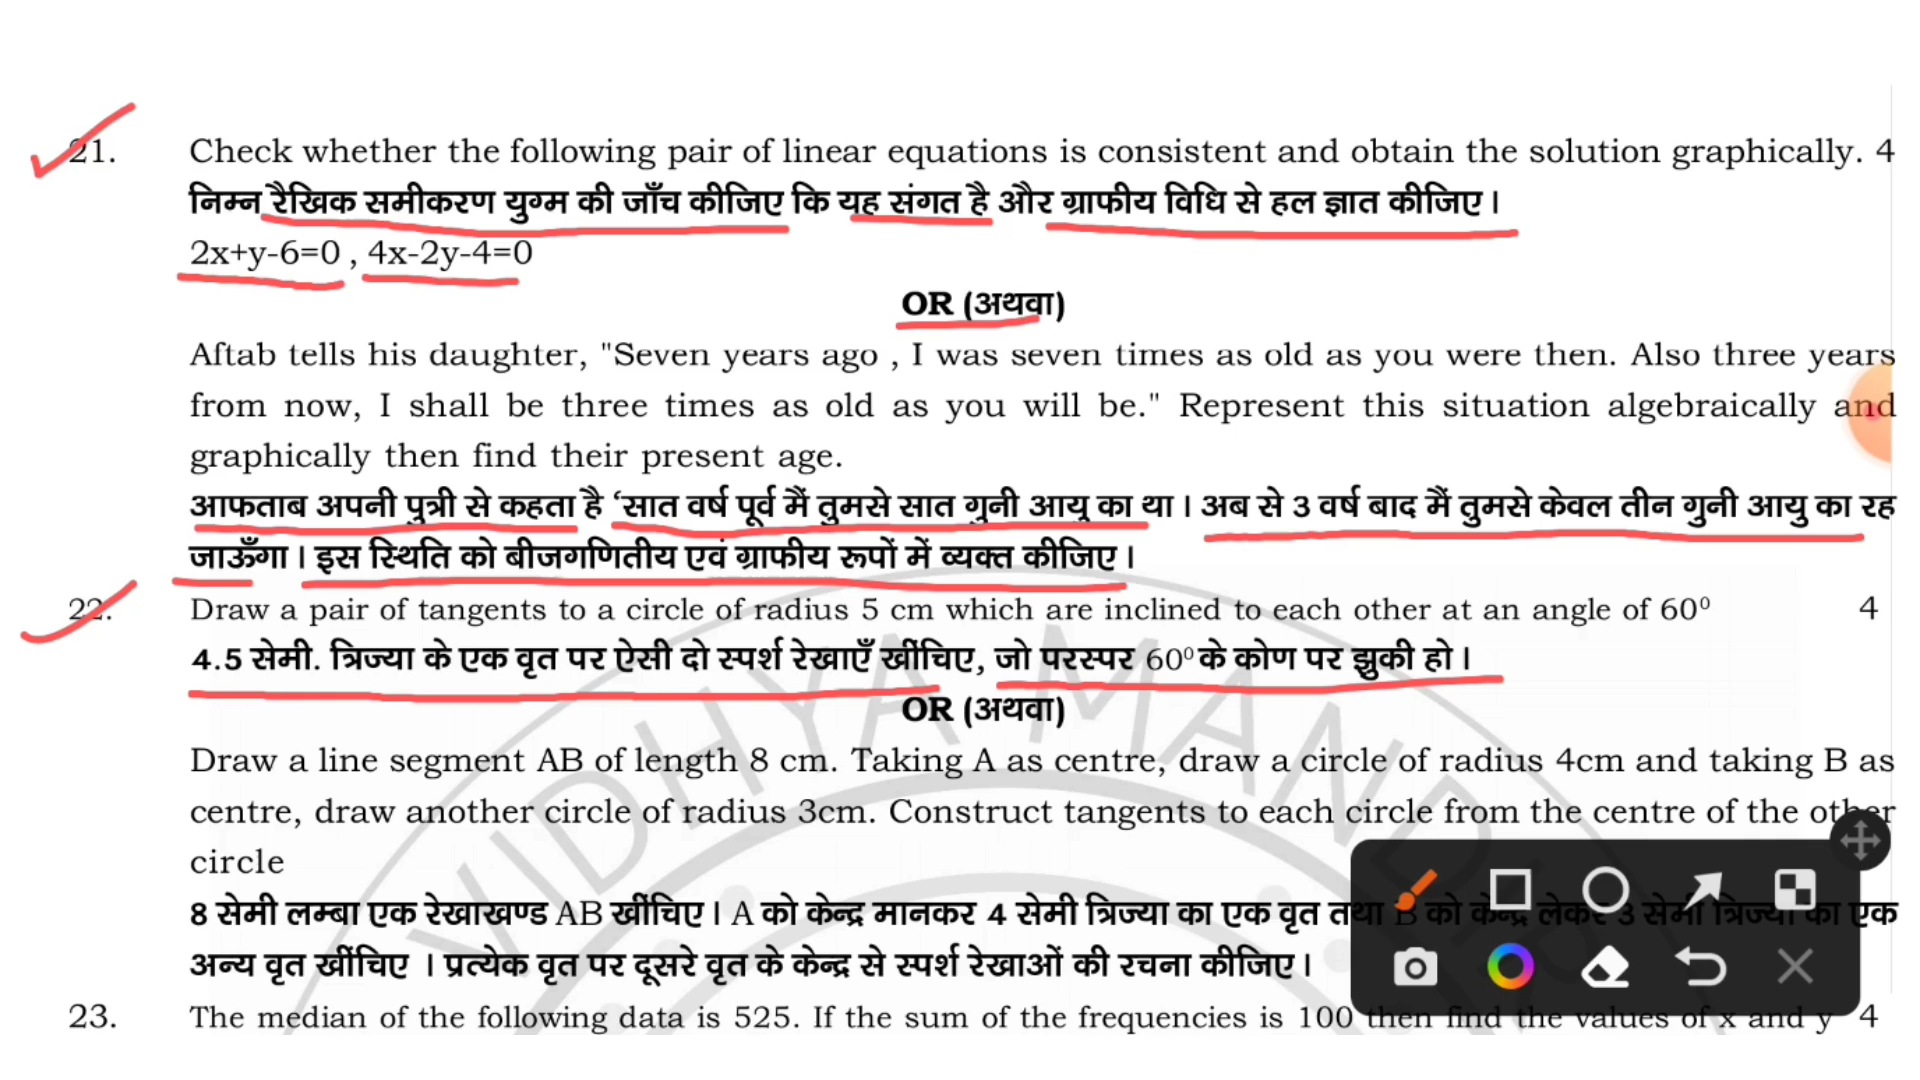 21. Check whether the following pair of linear equations is consistent and obtain the solution graphically. 4
निम्न रैखिक समीकरण युग्म की जाँच कीजिए कि यह संगत है और ग्राफीय विधि से हल ज्ञात कीजिए ।
2x+y-6=0 , 4x-2y-4=0
OR (अथवा)
Aftab tells his daughter, "Seven years ago , I was seven times as old as you were then. Also three years
from now, I shall be three times as old as you will be." Represent this situation algebraically and
graphically then find their present age.
आफताब अपनी पुत्री से कहता है ‘सात वर्ष पूर्व मैं तुमसे सात गुनी आयु का था । अब से 3 वर्ष बाद मैं तुमसे केवल तीन गुनी आयु का रह
जाऊँगा । इस स्थिति को बीजगणितीय एवं ग्राफीय रूपों में व्यक्त कीजिए ।
22. Draw a pair of tangents to a circle of radius 5 cm which are inclined to each other at an angle of 60⁰ 4
4.5 सेमी. त्रिज्या के एक वृत पर ऐसी दो स्पर्श रेखाएँ खींचिए, जो परस्पर 60⁰ के कोण पर झुकी हो ।
OR (अथवा)
Draw a line segment AB of length 8 cm. Taking A as centre, draw a circle of radius 4cm and taking B as
centre, draw another circle of radius 3cm. Construct tangents to each circle from the centre of the other
circle
8 सेमी लम्बा एक रेखाखण्ड AB खींचिए । A को केन्द्र मानकर 4 सेमी त्रिज्या का एक वृत तथा B को केन्द्र लेकर 3 सेमी त्रिज्या का एक
अन्य वृत खींचिए । प्रत्येक वृत पर दूसरे वृत के केन्द्र से स्पर्श रेखाओं की रचना कीजिए ।
23. The median of the following data is 525. If the sum of the frequencies is 100 then find the values of x and y 4
VIDHYA MANDIR